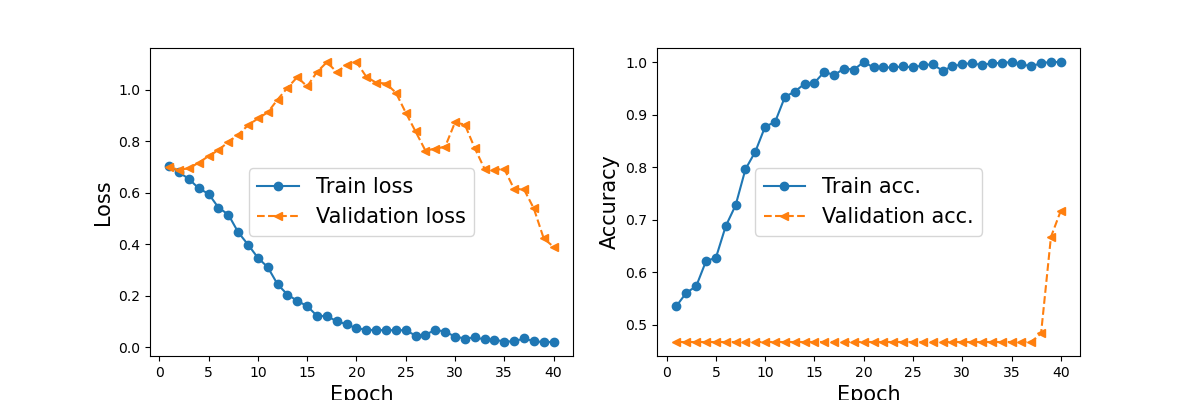 Loss
1.0
0.8
0.6
0.4
0.2
0.0
Train loss
Validation loss
0 5 10 15 20 25 30 35 40
Epoch
Accuracy
1.0
0.9
0.8
0.7
0.6
0.5
Train acc.
Validation acc.
0 5 10 15 20 25 30 35 40
Epoch